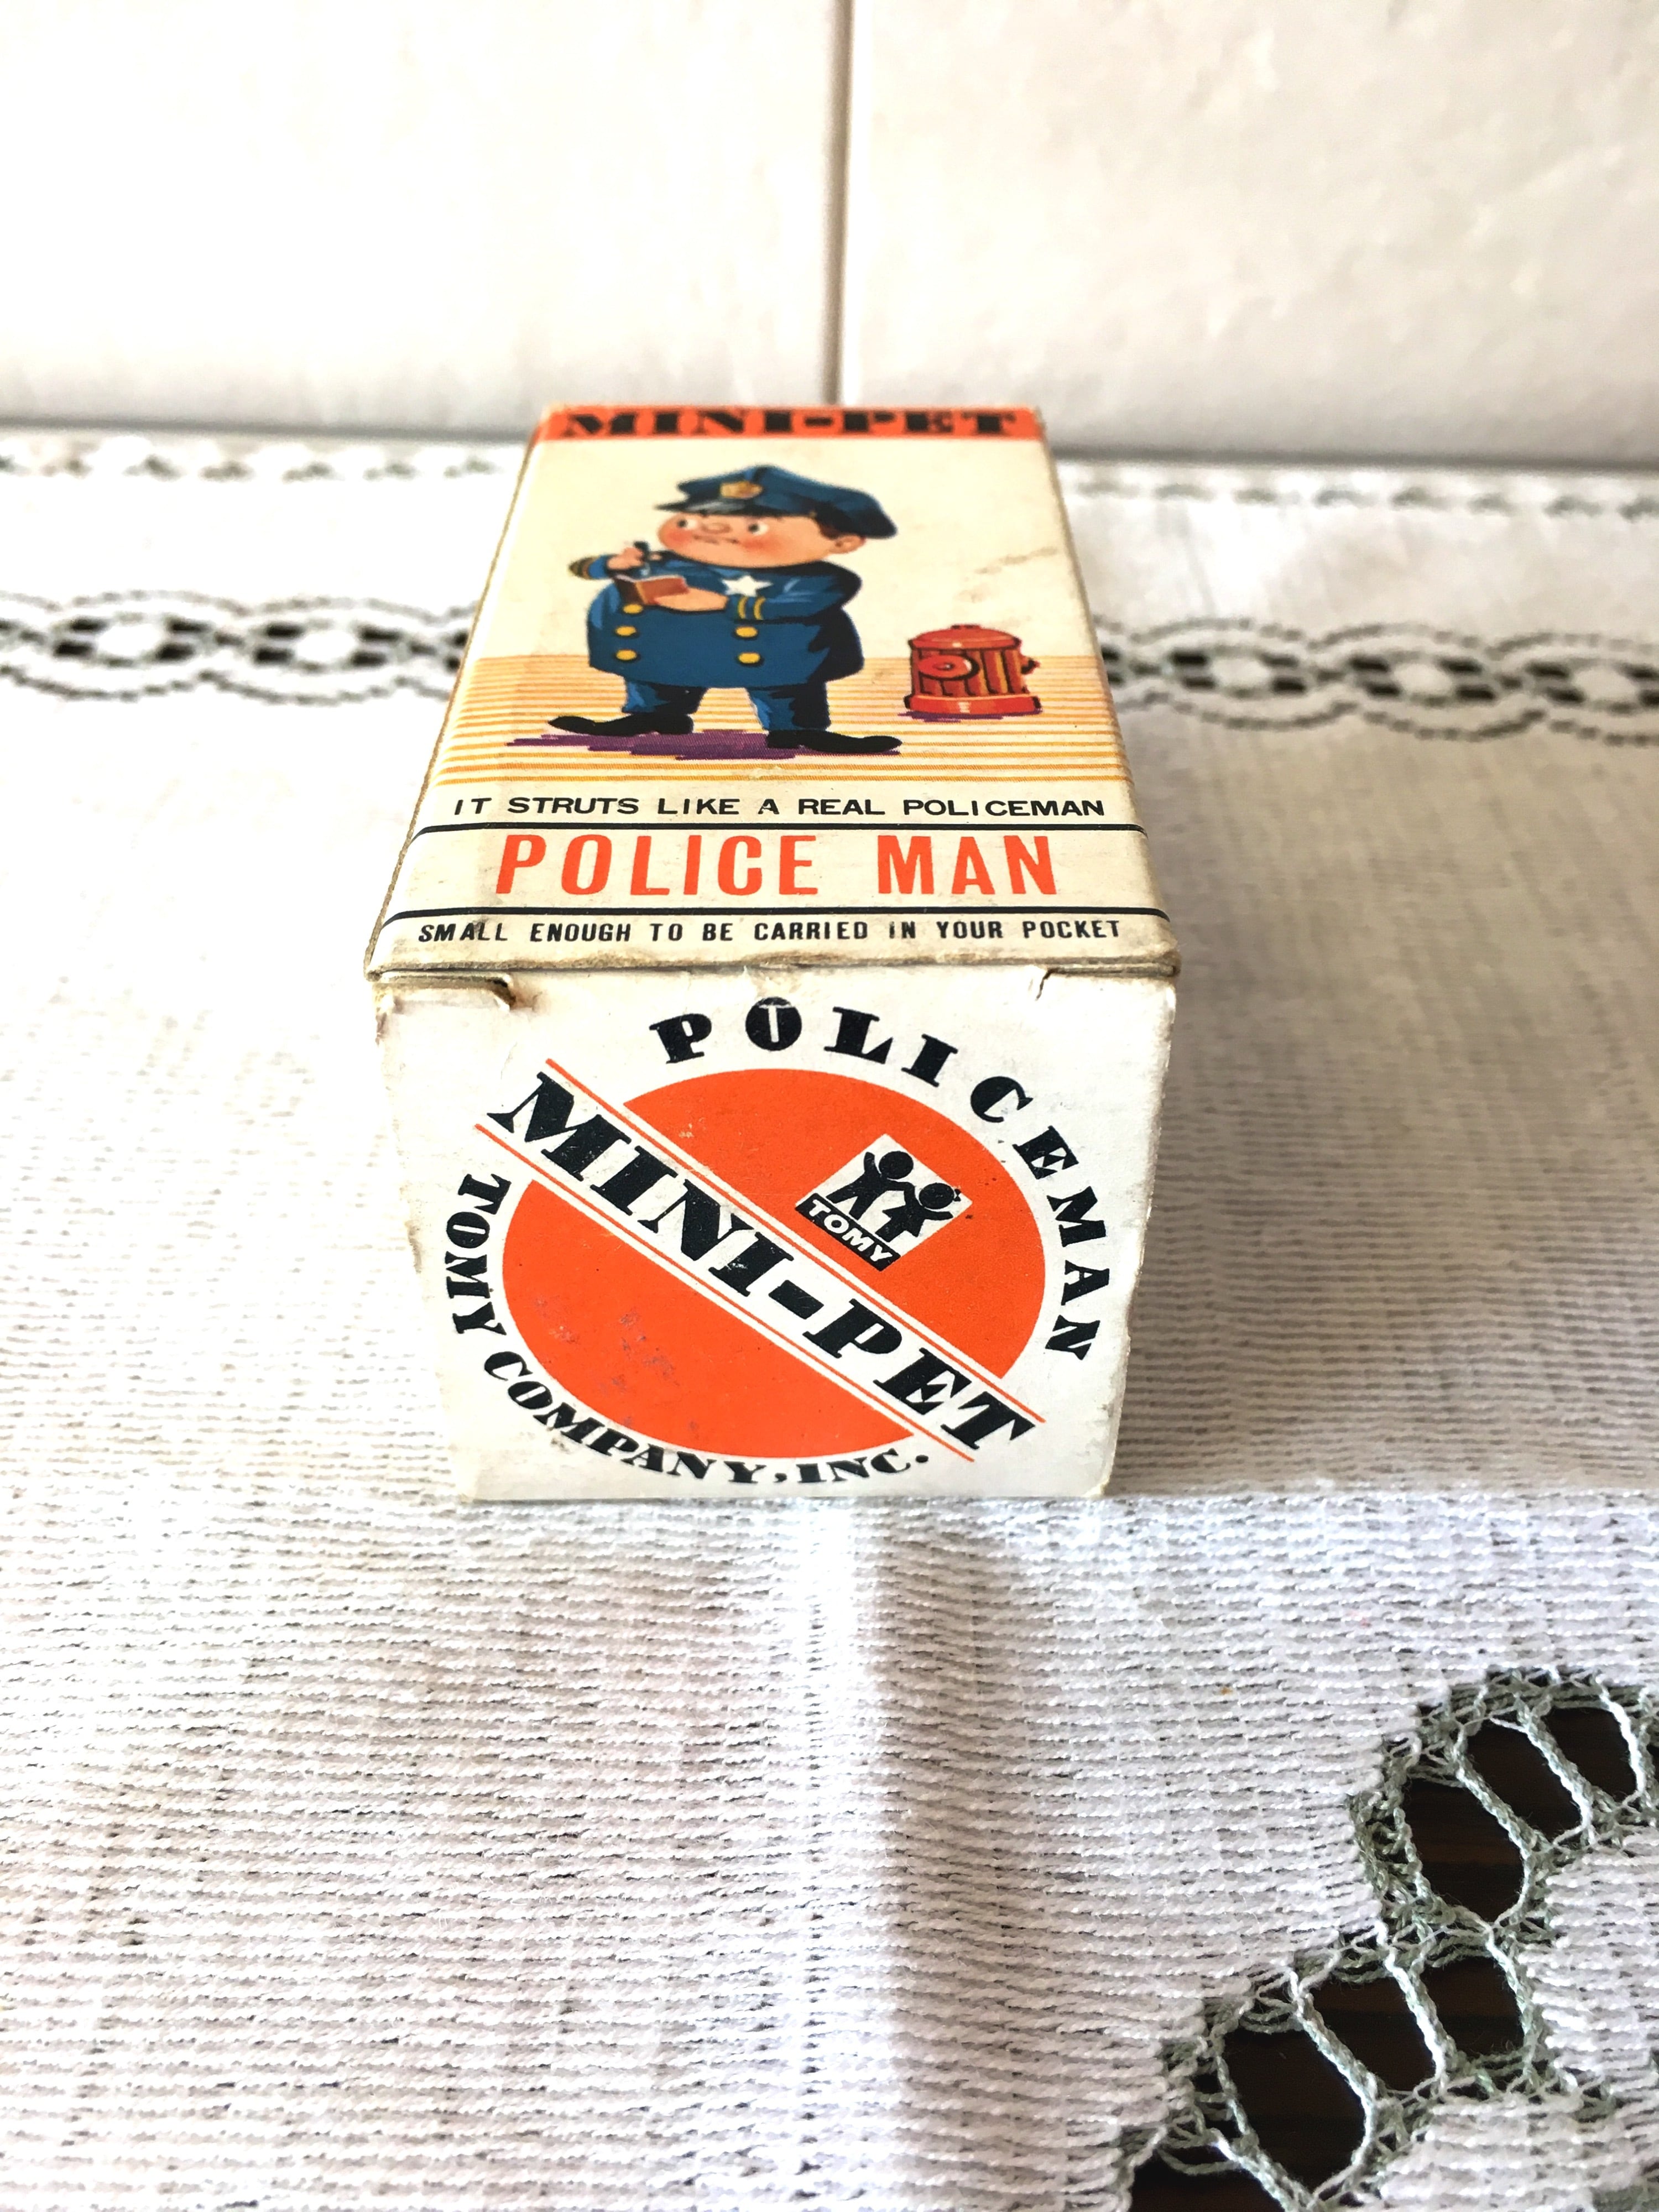 MINI-PET
IT STRUTS LIKE A REAL POLICEMAN
POLICE MAN
SMALL ENOUGH TO BE CARRIED IN YOUR POCKET
POLICEMAN
MINI-PET
TOMY
TOMY COMPANY, INC.